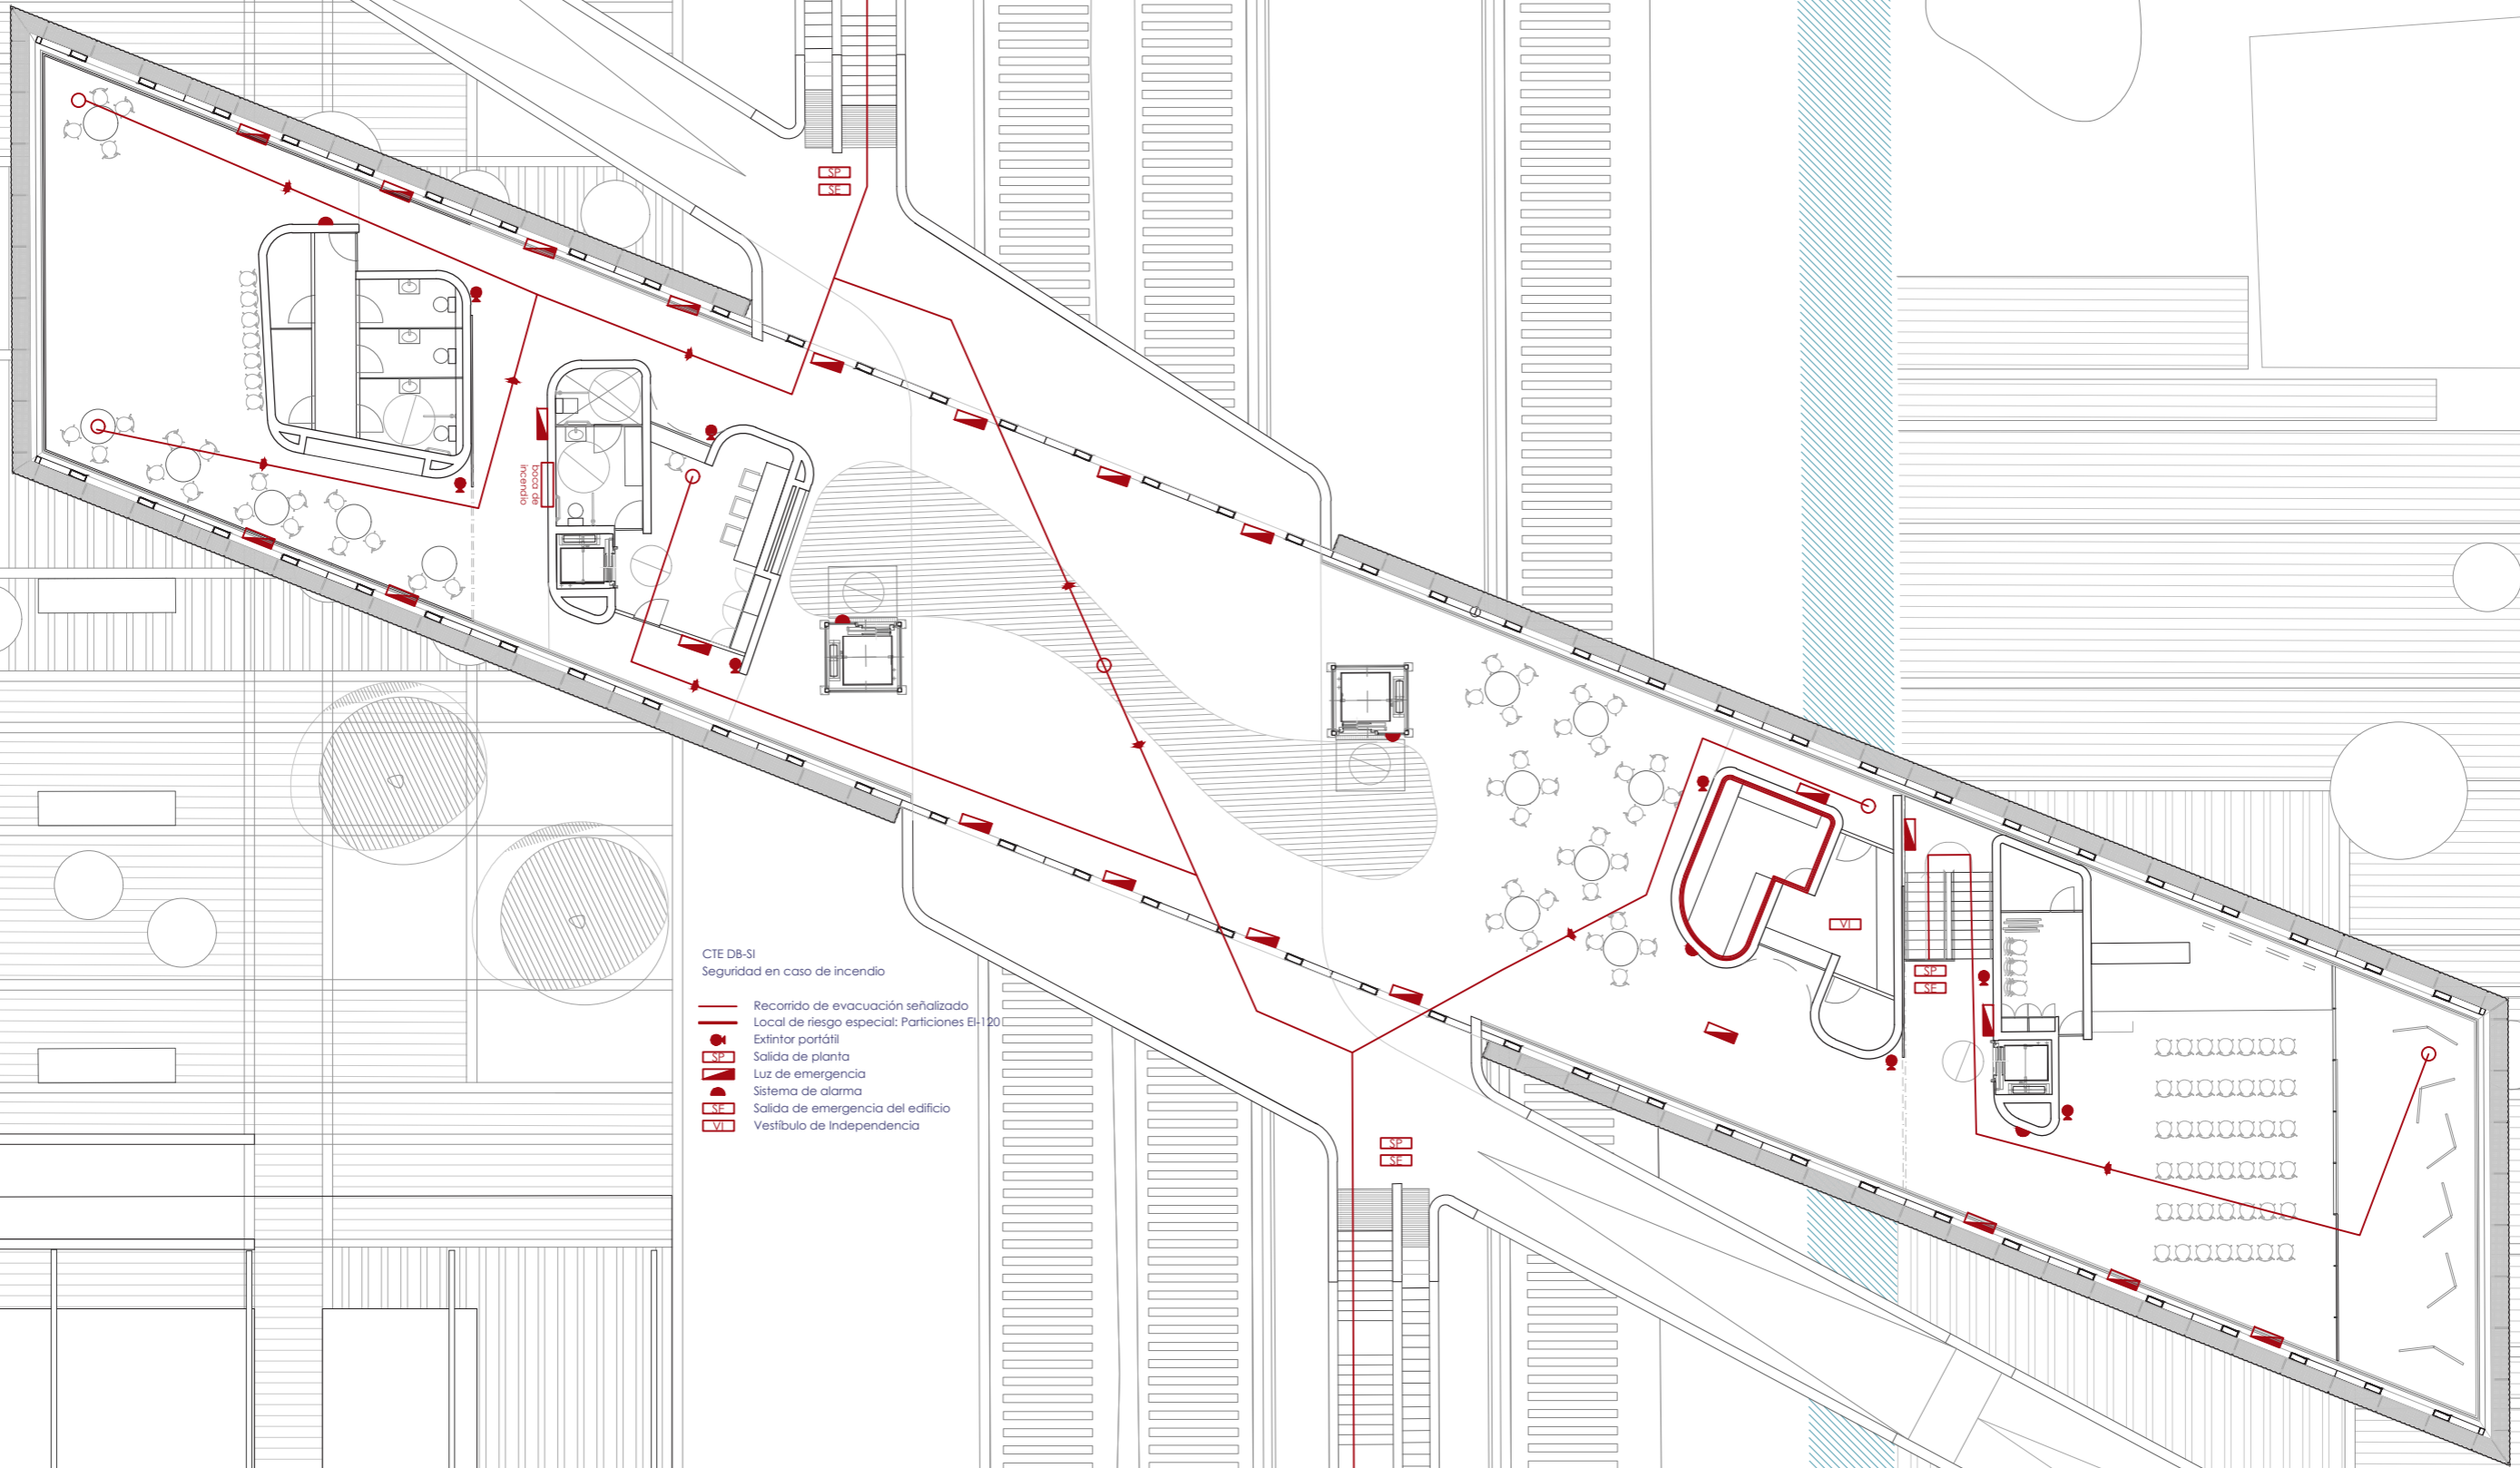 SP
SE
boca de
incendio
VI
SP
SE
CTE DB-SI
Seguridad en caso de incendio
Recorrido de evacuación señalizado
Local de riesgo especial: Particiones EI-120
Extintor portátil
SP Salida de planta
Luz de emergencia
Sistema de alarma
SE Salida de emergencia del edificio
VI Vestíbulo de Independencia
SP
SE